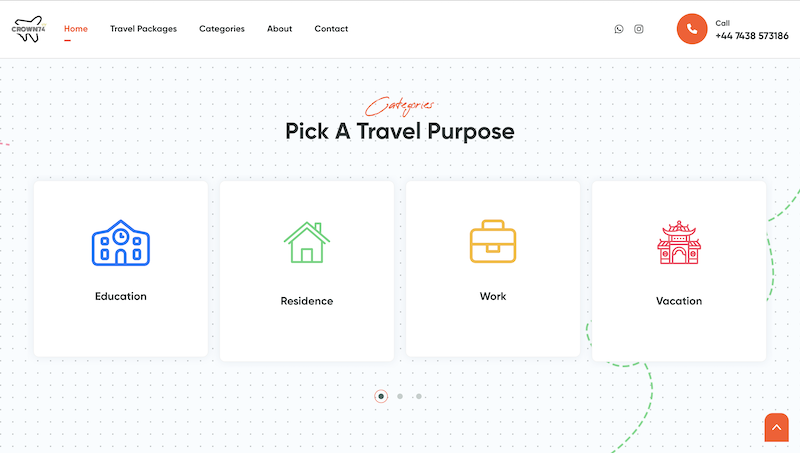 CROWN74
Home
Travel Packages
Categories
About
Contact
Call
+44 7438 573186
Categories
Pick A Travel Purpose
Education
Residence
Work
Vacation